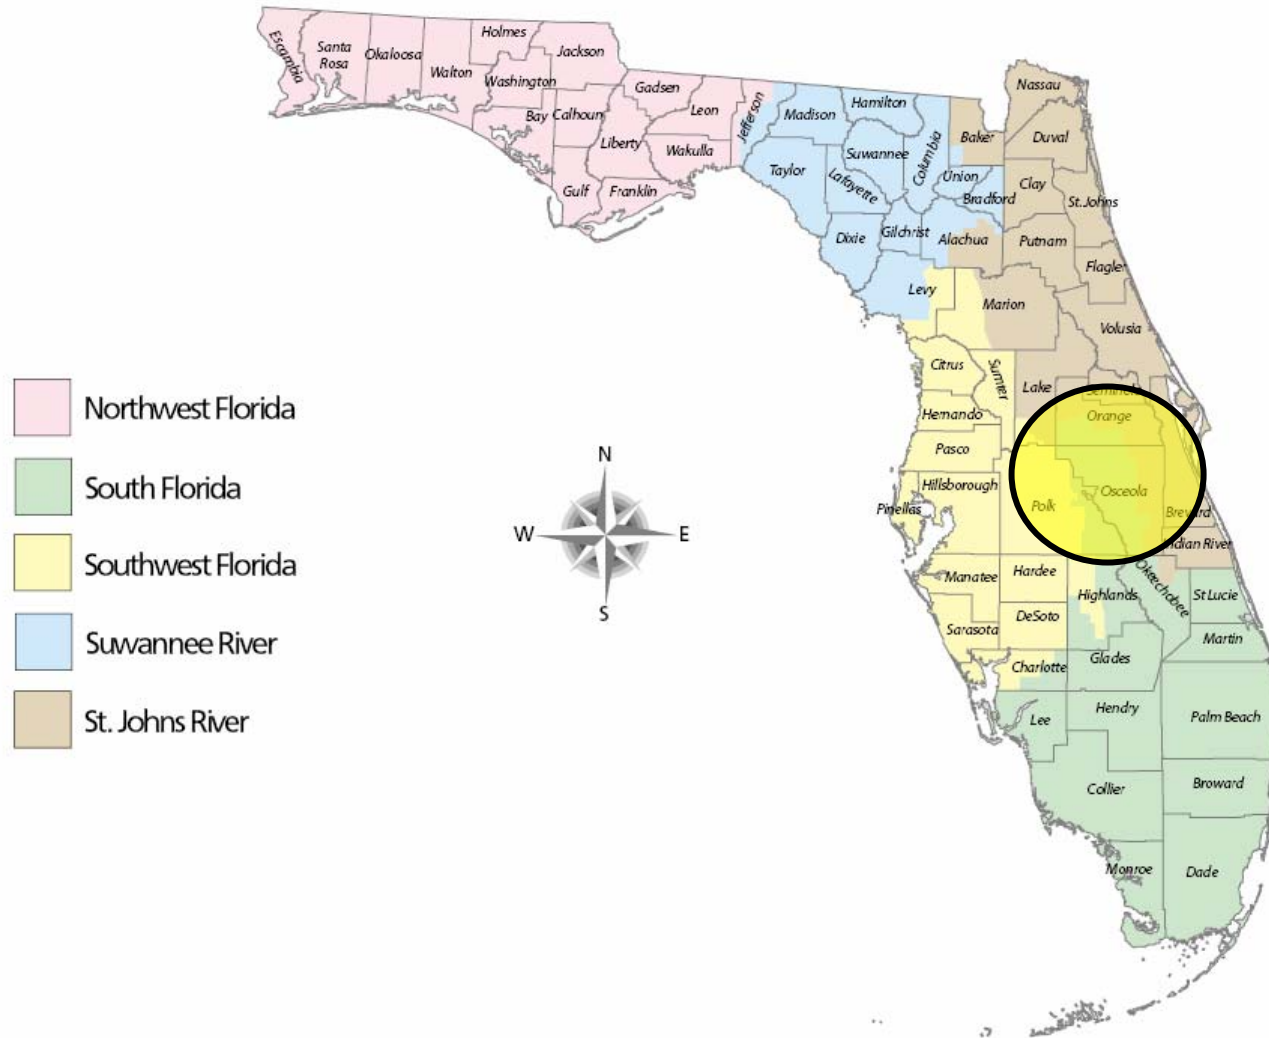 Escambia
Santa
Rosa
Okaloosa
Walton
Holmes
Washington
Jackson
Bay
Calhoun
Gulf
Liberty
Franklin
Gadsen
Leon
Wakulla
Jefferson
Madison
Taylor
Hamilton
Suwannee
Lafayette
Columbia
Dixie
Gilchrist
Union
Bradford
Baker
Nassau
Duval
Clay
St.Johns
Alachua
Putnam
Flagler
Levy
Marion
Volusia
Citrus
Sumter
Lake
Seminole
Hernando
Orange
Pasco
Hillsborough
Pinellas
Polk
Osceola
Brevard
Indian River
Manatee
Hardee
Highlands
Okeechobee
St Lucie
Sarasota
DeSoto
Martin
Charlotte
Glades
Lee
Hendry
Palm Beach
Collier
Broward
Monroe
Dade
Northwest Florida
South Florida
Southwest Florida
Suwannee River
St. Johns River
N
W
E
S